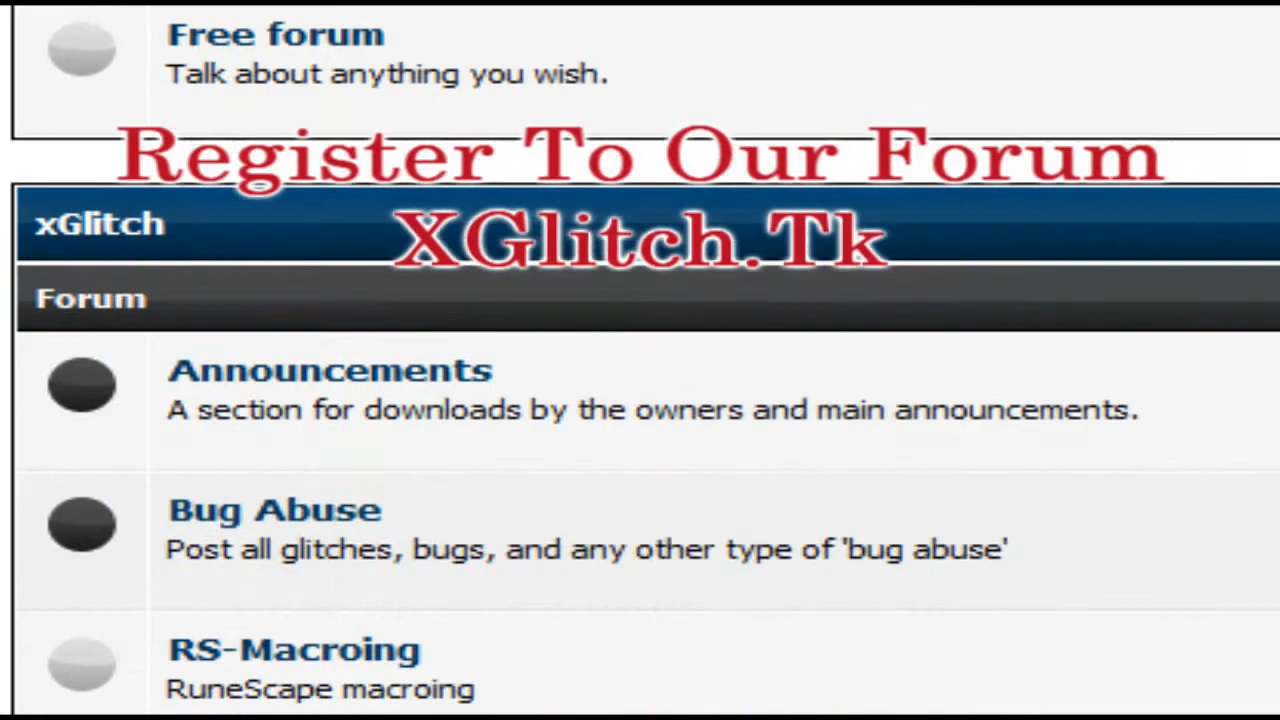 Free forum
Talk about anything you wish.
Register To Our Forum
xGlitch
XGlitch.Tk
Forum
Announcements
A section for downloads by the owners and main announcements.
Bug Abuse
Post all glitches, bugs, and any other type of 'bug abuse'
RS-Macroing
RuneScape macroing